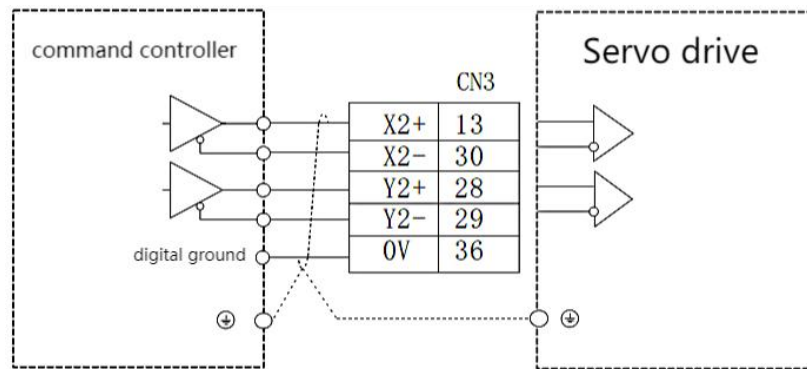 command controller
Servo drive
CN3
X2+ 13
X2- 30
Y2+ 28
Y2- 29
0V 36
digital ground